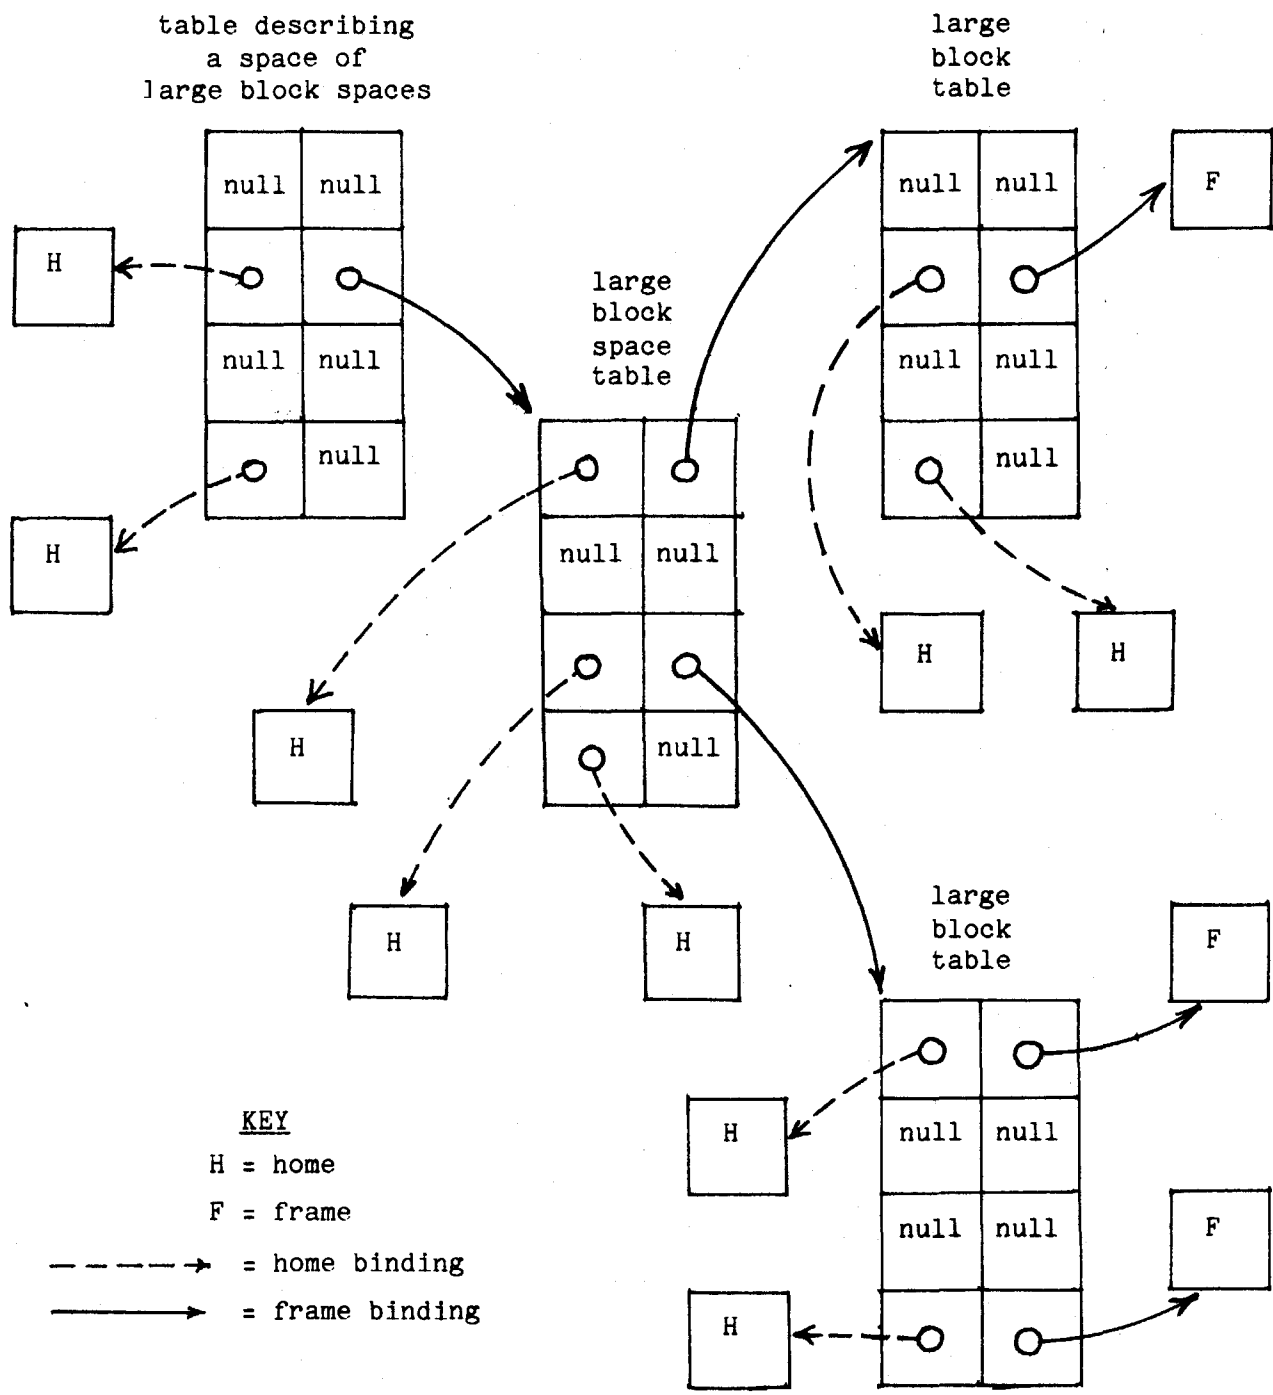 table describing
a space of
large block spaces
large
block
table
null null
null null
F
H
large
block
space
table
null null
null null
null
null
H
null null
H
H
H
null
H
H
H
large
block
table
F
null null
H
null null
F
H
KEY
H = home
F = frame
= home binding
= frame binding